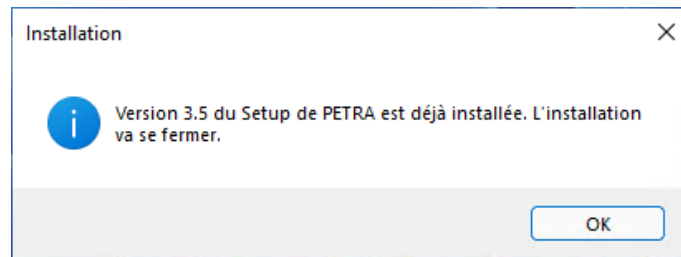 Installation
Version 3.5 du Setup de PETRA est déjà installée. L'installation
va se fermer.
OK